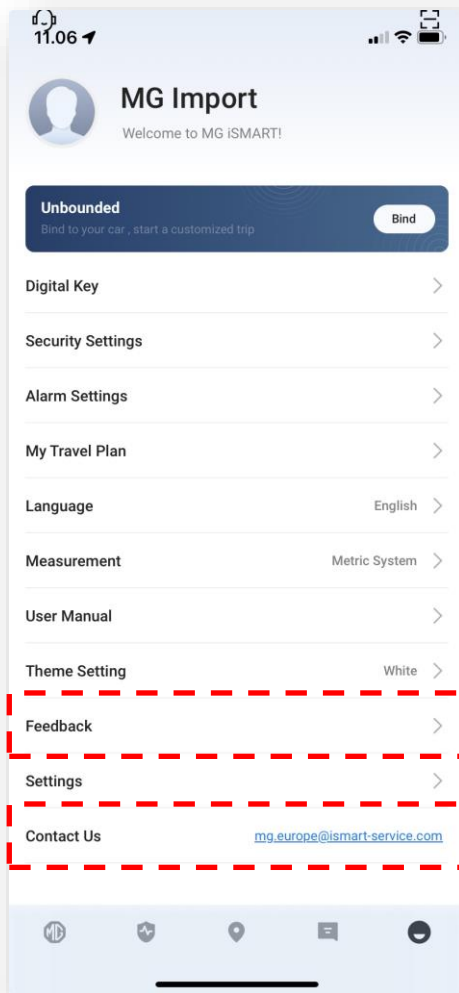 11.06
MG Import
Welcome to MG iSMART!
Unbounded
Bind to your car , start a customized trip
Bind
Digital Key
Security Settings
Alarm Settings
My Travel Plan
Language English
Measurement Metric System
User Manual
Theme Setting White
Feedback
Settings
Contact Us mg.europe@ismart-service.com
MG